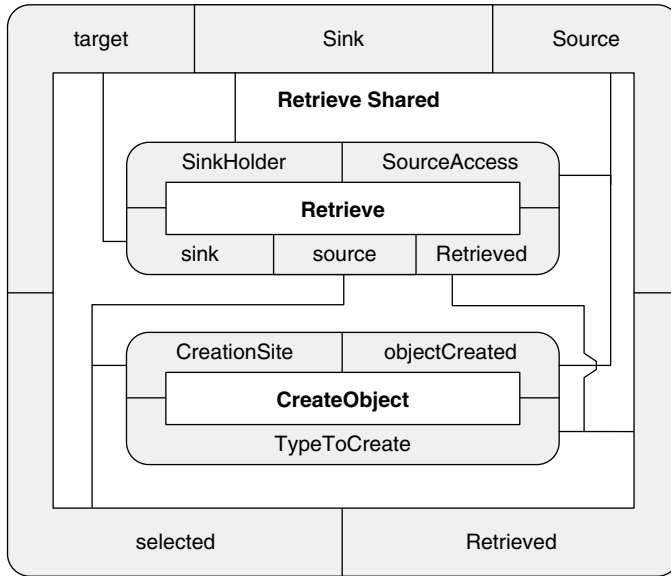 target Sink Source
Retrieve Shared
SinkHolder SourceAccess
Retrieve
sink source Retrieved
CreationSite objectCreated
CreateObject
TypeToCreate
selected Retrieved